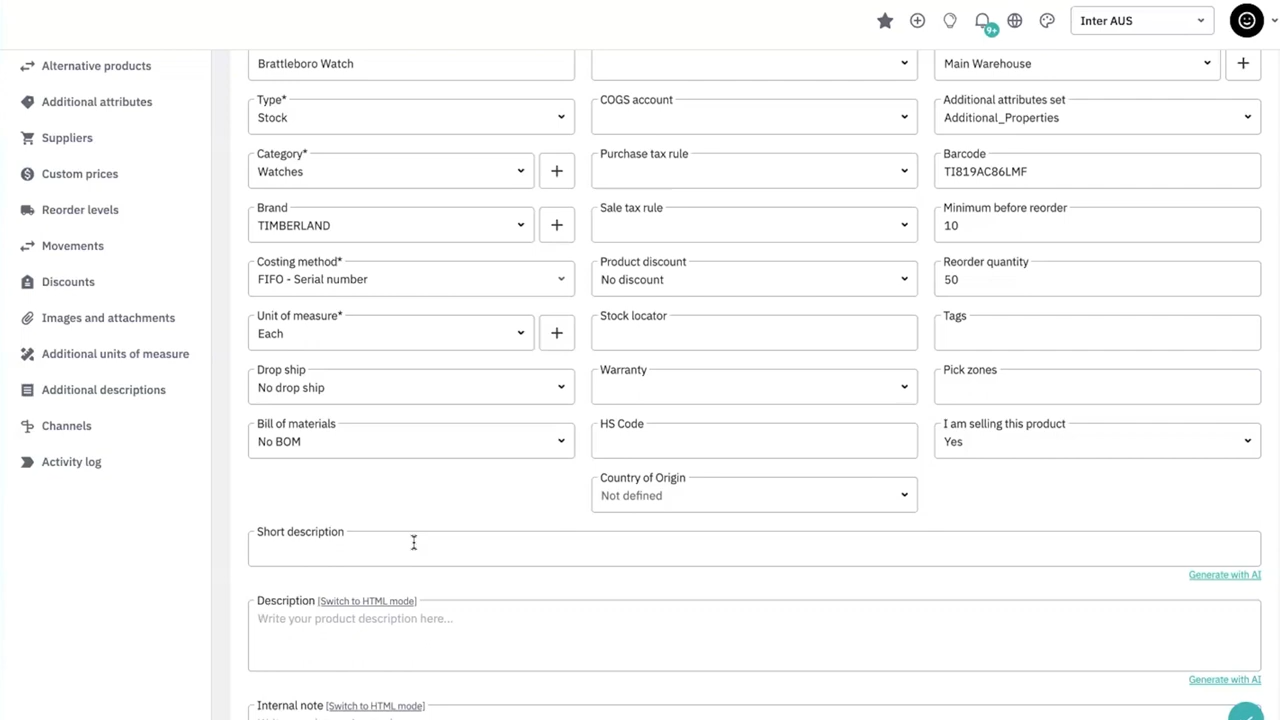 9+
Inter AUS
Alternative products
Additional attributes
Suppliers
Custom prices
Reorder levels
Movements
Discounts
Images and attachments
Additional units of measure
Additional descriptions
Channels
Activity log
Brattleboro Watch
Main Warehouse
Type*
Stock
COGS account
Additional attributes set
Additional_Properties
Category*
Watches
Purchase tax rule
Barcode
TI819AC86LMF
Brand
TIMBERLAND
Sale tax rule
Minimum before reorder
10
Costing method*
FIFO - Serial number
Product discount
No discount
Reorder quantity
50
Unit of measure*
Each
Stock locator
Tags
Drop ship
No drop ship
Warranty
Pick zones
Bill of materials
No BOM
HS Code
I am selling this product
Yes
Country of Origin
Not defined
Short description
Generate with AI
Description [Switch to HTML mode]
Write your product description here...
Generate with AI
Internal note [Switch to HTML mode]